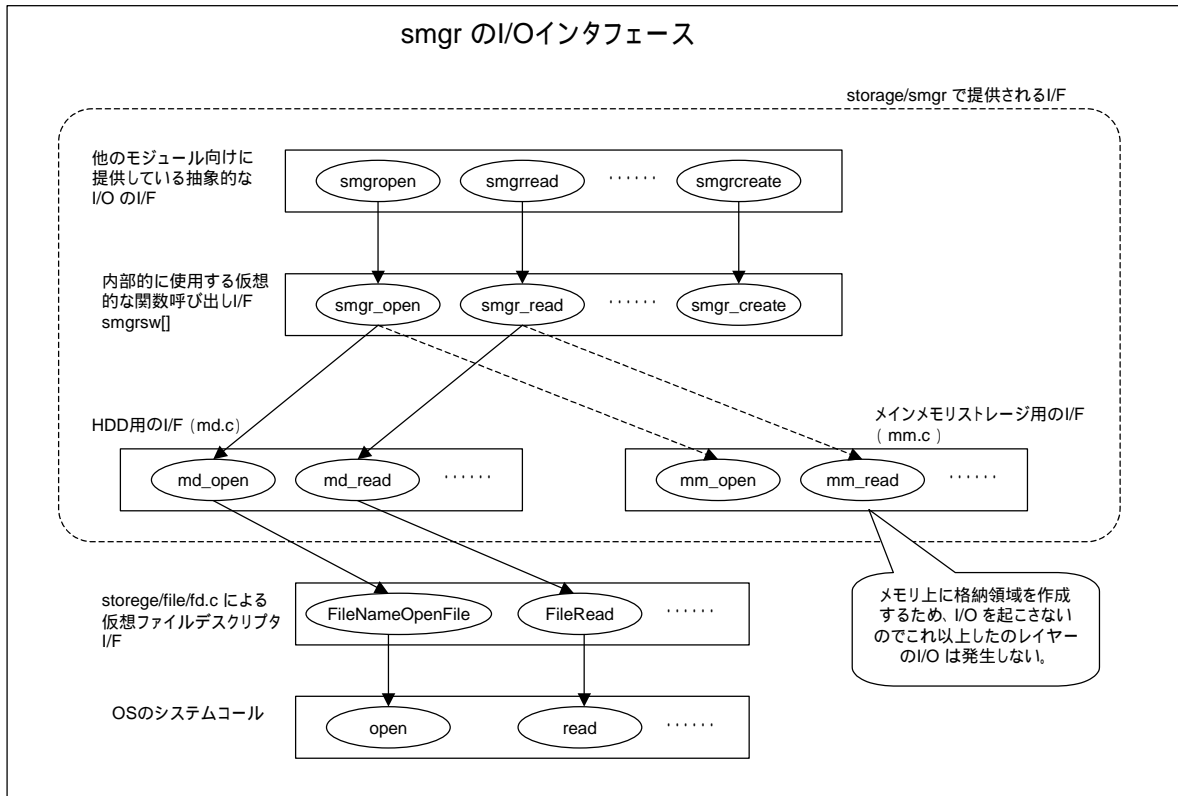 smgr のI/Oインタフェース
storage/smgr で提供されるI/F
他のモジュール向けに
提供している抽象的な
I/O のI/F
smgropen
smgrread
······
smgrcreate
内部的に使用する仮想
的な関数呼び出しI/F
smgrsw[]
smgr_open
smgr_read
······
smgr_create
HDD用のI/F（md.c）
md_open
md_read
······
メインメモリストレージ用のI/F
（mm.c）
mm_open
mm_read
······
メモリ上に格納領域を作成
するため、I/O を起こさない
のでこれ以上したのレイヤー
のI/O は発生しない。
storege/file/fd.c による
仮想ファイルデスクリプタ
I/F
FileNameOpenFile
FileRead
······
OSのシステムコール
open
read
······